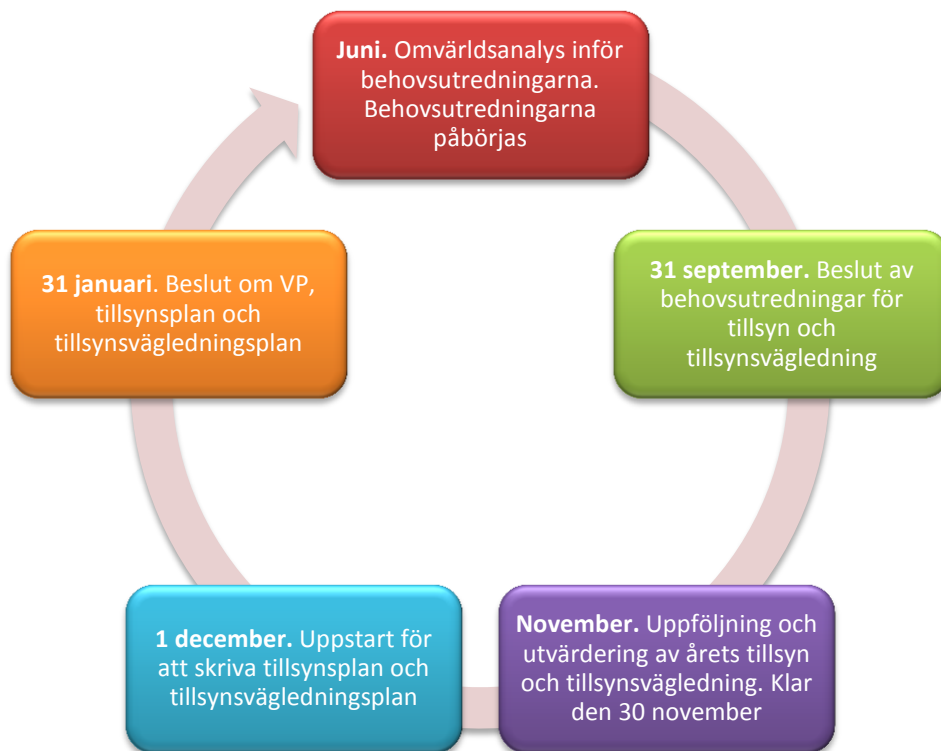 Juni. Omvärldsanalys inför
behovsutredningarna.
Behovsutredningarna
påbörjas
31 september. Beslut av
behovsutredningar för
tillsyn och
tillsynsvägledning
November. Uppföljning och
utvärdering av årets tillsyn
och tillsynsvägledning. Klar
den 30 november
1 december. Uppstart för
att skriva tillsynsplan och
tillsynsvägledningsplan
31 januari. Beslut om VP,
tillsynsplan och
tillsynsvägledningsplan